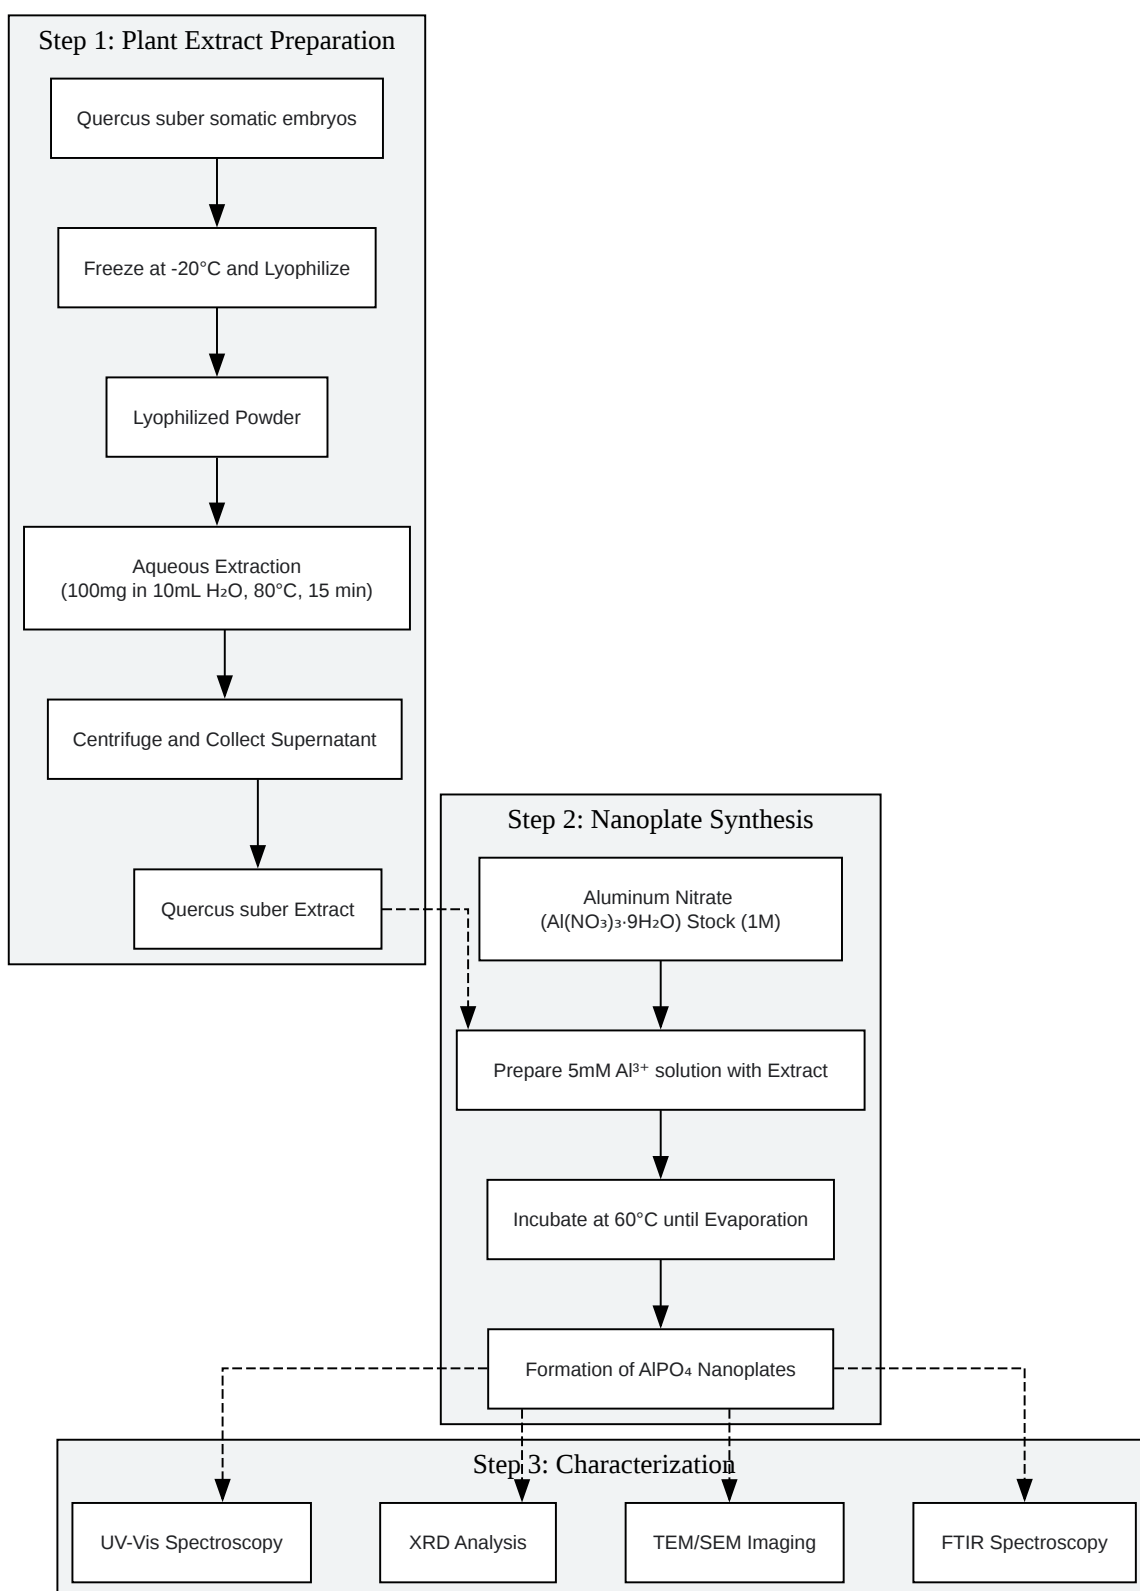 Step 1: Plant Extract Preparation
Quercus suber somatic embryos
Freeze at -20°C and Lyophilize
Lyophilized Powder
Aqueous Extraction
(100mg in 10mL H₂O, 80°C, 15 min)
Centrifuge and Collect Supernatant
Quercus suber Extract
Step 2: Nanoplate Synthesis
Aluminum Nitrate
(Al(NO₃)₃·9H₂O) Stock (1M)
Prepare 5mM Al³⁺ solution with Extract
Incubate at 60°C until Evaporation
Formation of AlPO₄ Nanoplates
Step 3: Characterization
UV-Vis Spectroscopy
XRD Analysis
TEM/SEM Imaging
FTIR Spectroscopy